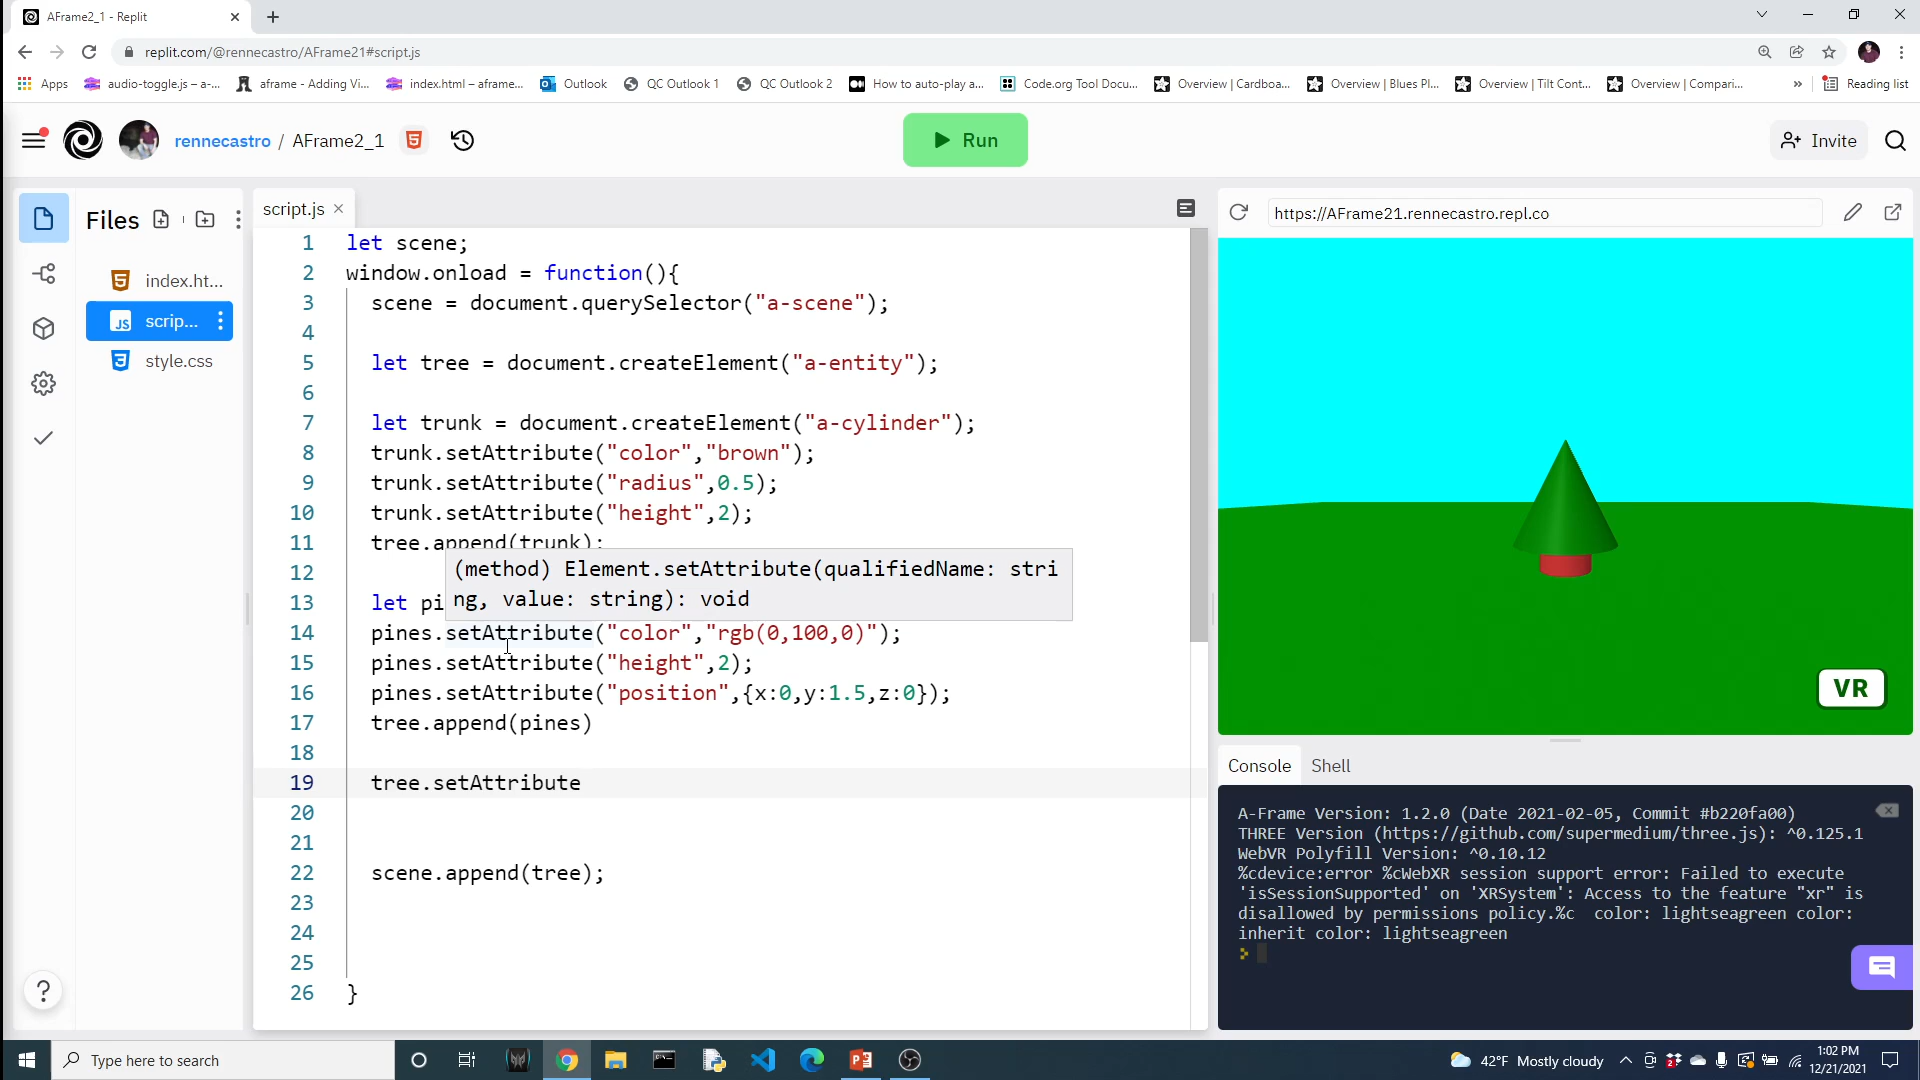 AFrame2_1 - Replit
replit.com/@rennecastro/AFrame21#script.js
Apps
audio-toggle.js – a-...
aframe - Adding Vi...
index.html – aframe...
Outlook
QC Outlook 1
QC Outlook 2
How to auto-play a...
Code.org Tool Docu...
Overview | Cardboa...
Overview | Blues Pl...
Overview | Tilt Cont...
Overview | Compari...
»
Reading list
rennecastro / AFrame2_1
Run
Invite
Files
index.ht...
scrip...
style.css
script.js
1 let scene;
2 window.onload = function(){
3 scene = document.querySelector("a-scene");
4
5 let tree = document.createElement("a-entity");
6
7 let trunk = document.createElement("a-cylinder");
8 trunk.setAttribute("color","brown");
9 trunk.setAttribute("radius",0.5);
10 trunk.setAttribute("height",2);
11 tree.append(trunk);
12
(method) Element.setAttribute(qualifiedName: stri
ng, value: string): void
13 let pi
14 pines.setAttribute("color","rgb(0,100,0)");
15 pines.setAttribute("height",2);
16 pines.setAttribute("position",{x:0,y:1.5,z:0});
17 tree.append(pines)
18
19 tree.setAttribute
20
21
22 scene.append(tree);
23
24
25
26 }
https://AFrame21.rennecastro.repl.co
VR
Console
Shell
A-Frame Version: 1.2.0 (Date 2021-02-05, Commit #b220fa00)
THREE Version (https://github.com/supermedium/three.js): ^0.125.1
WebVR Polyfill Version: ^0.10.12
%cdevice:error %cWebXR session support error: Failed to execute
'isSessionSupported' on 'XRSystem': Access to the feature "xr" is
disallowed by permissions policy.%c color: lightseagreen color:
inherit color: lightseagreen
>
?
Type here to search
42°F Mostly cloudy
1:02 PM
12/21/2021